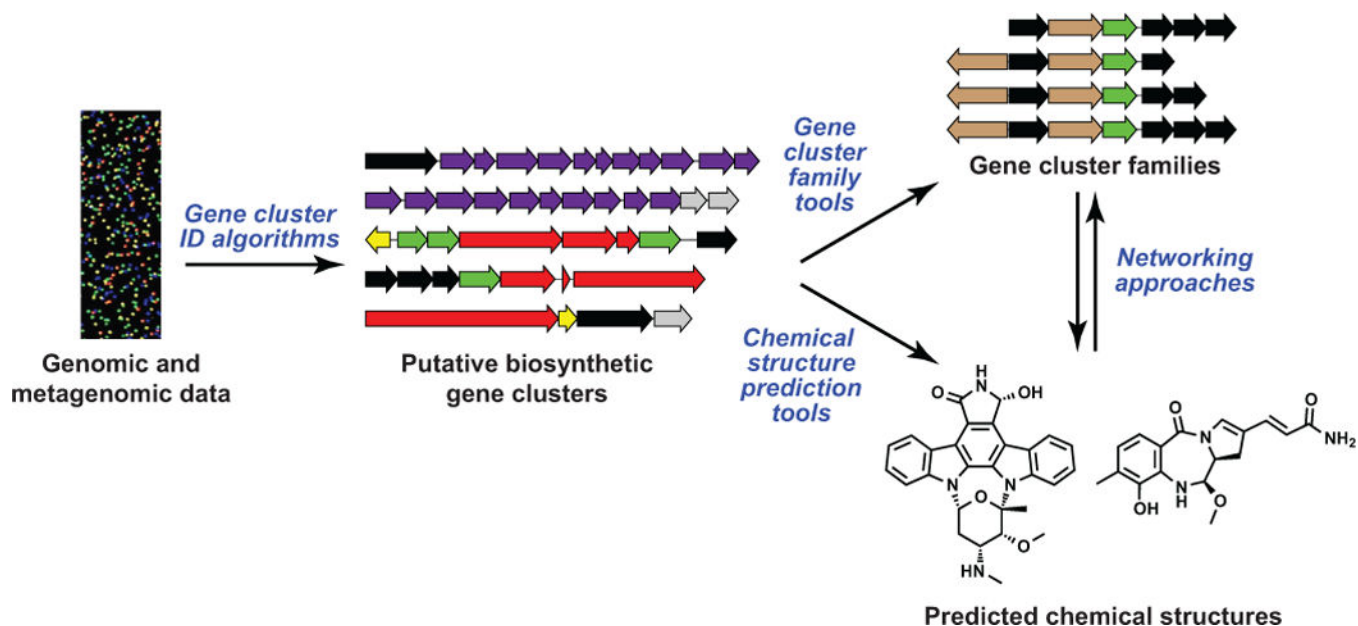 Genomic and
metagenomic data
Gene cluster
ID algorithms
Putative biosynthetic
gene clusters
Gene
cluster
family
tools
Chemical
structure
prediction
tools
Gene cluster families
Networking
approaches
H
N
O
OH
N
N
O
O
HN
O
N
O
NH2
N
H
OH
O
Predicted chemical structures